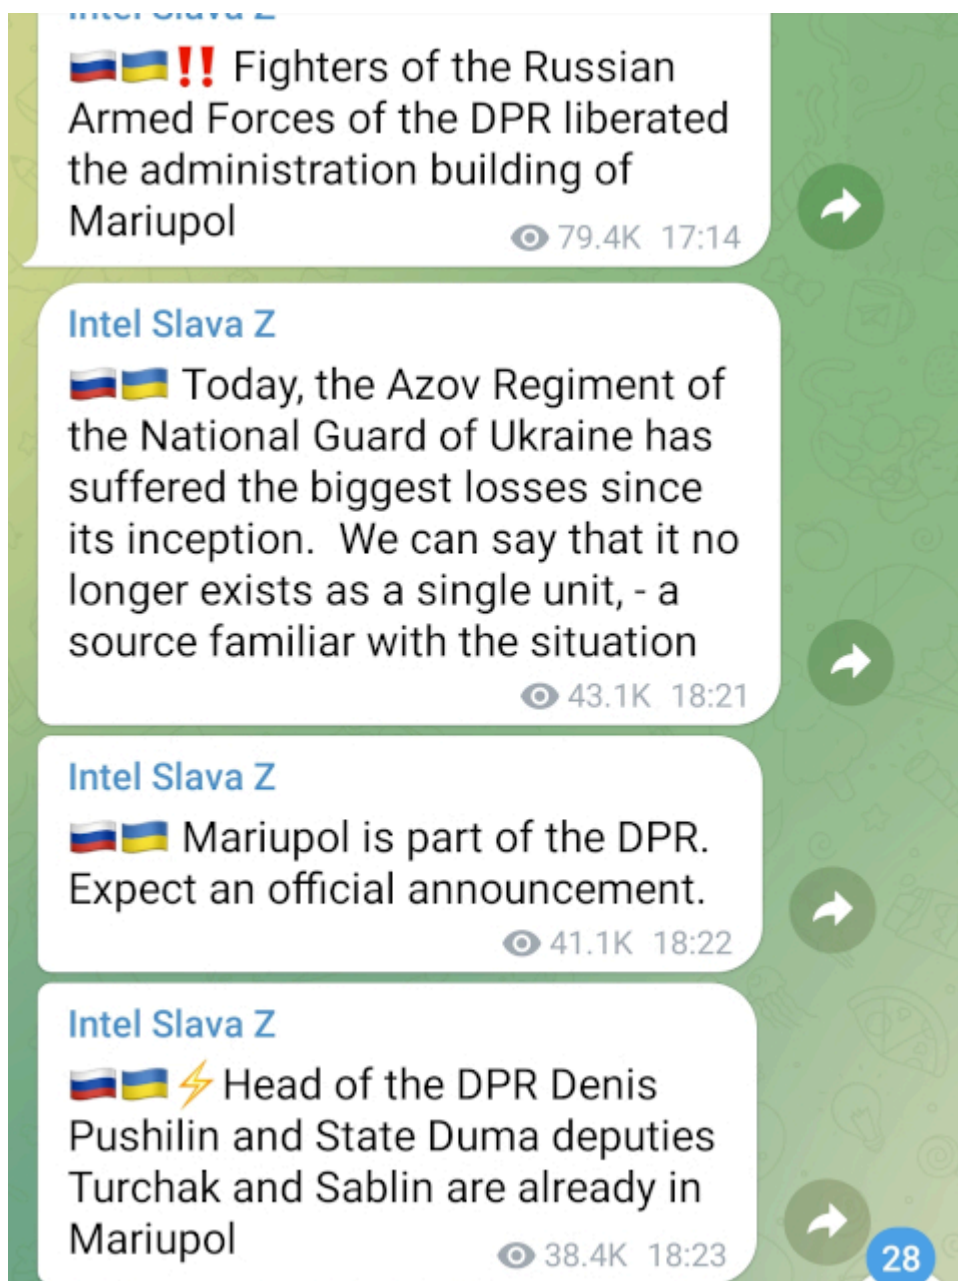 Intel Slava Z
🇷🇺🇺🇦‼️ Fighters of the Russian
Armed Forces of the DPR liberated
the administration building of
Mariupol
79.4K 17:14
Intel Slava Z
🇷🇺🇺🇦 Today, the Azov Regiment of
the National Guard of Ukraine has
suffered the biggest losses since
its inception.  We can say that it no
longer exists as a single unit, - a
source familiar with the situation
43.1K 18:21
Intel Slava Z
🇷🇺🇺🇦 Mariupol is part of the DPR.
Expect an official announcement.
41.1K 18:22
Intel Slava Z
🇷🇺🇺🇦⚡Head of the DPR Denis
Pushilin and State Duma deputies
Turchak and Sablin are already in
Mariupol
38.4K 18:23
28